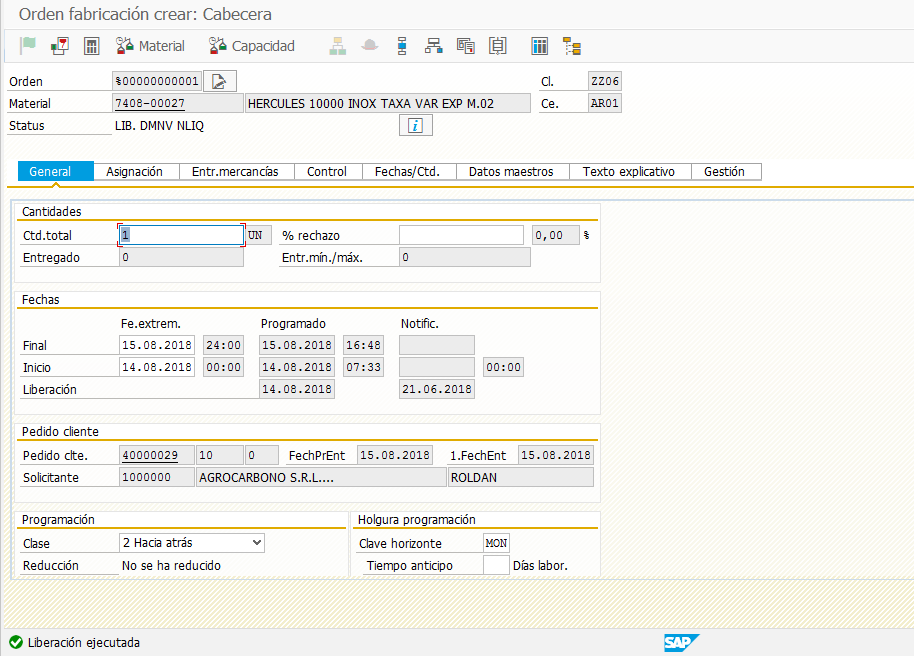 Orden fabricación crear: Cabecera
Material Capacidad
Orden %00000000001 Cl. ZZ06
Material 7408-00027 HERCULES 10000 INOX TAXA VAR EXP M.02 Ce. AR01
Status LIB. DMNV NLIQ
General Asignación Entr.mercancías Control Fechas/Ctd. Datos maestros Texto explicativo Gestión
Cantidades
Ctd.total 1 UN % rechazo 0,00 %
Entregado 0 Entr.mín./máx. 0
Fechas
Fe.extrem. Programado Notific.
Final 15.08.2018 24:00 15.08.2018 16:48
Inicio 14.08.2018 00:00 14.08.2018 07:33 00:00
Liberación 14.08.2018 21.06.2018
Pedido cliente
Pedido clte. 40000029 10 0 FechPrEnt 15.08.2018 1.FechEnt 15.08.2018
Solicitante 1000000 AGROCARBONO S.R.L.... ROLDAN
Programación Holgura programación
Clase 2 Hacia atrás Clave horizonte MON
Reducción No se ha reducido Tiempo anticipo Días labor.
Liberación ejecutada SAP